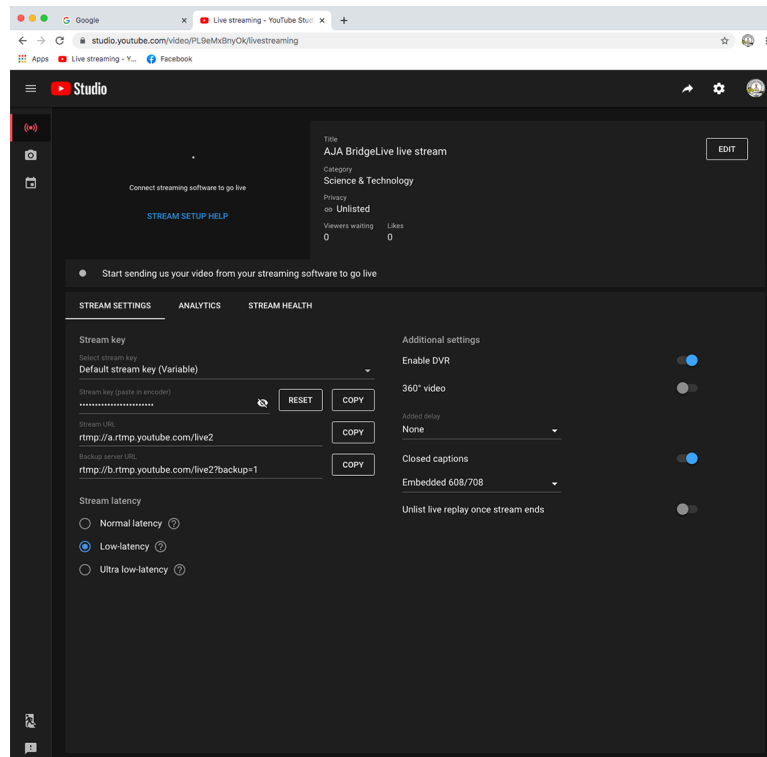 Google
Live streaming - YouTube Stud
studio.youtube.com/video/PL9eMxBnyOk/livestreaming
Apps
Live streaming - Y...
Facebook
Studio
Connect streaming software to go live
STREAM SETUP HELP
Title
AJA BridgeLive live stream
EDIT
Category
Science & Technology
Privacy
Unlisted
Viewers waiting Likes
0 0
Start sending us your video from your streaming software to go live
STREAM SETTINGS ANALYTICS STREAM HEALTH
Stream key
Select stream key
Default stream key (Variable)
Stream key (paste in encoder)
•••••••••••••••••••••••• RESET COPY
Stream URL
rtmp://a.rtmp.youtube.com/live2 COPY
Backup server URL
rtmp://b.rtmp.youtube.com/live2?backup=1 COPY
Stream latency
Normal latency
Low-latency
Ultra low-latency
Additional settings
Enable DVR
360° video
Added delay
None
Closed captions
Embedded 608/708
Unlist live replay once stream ends